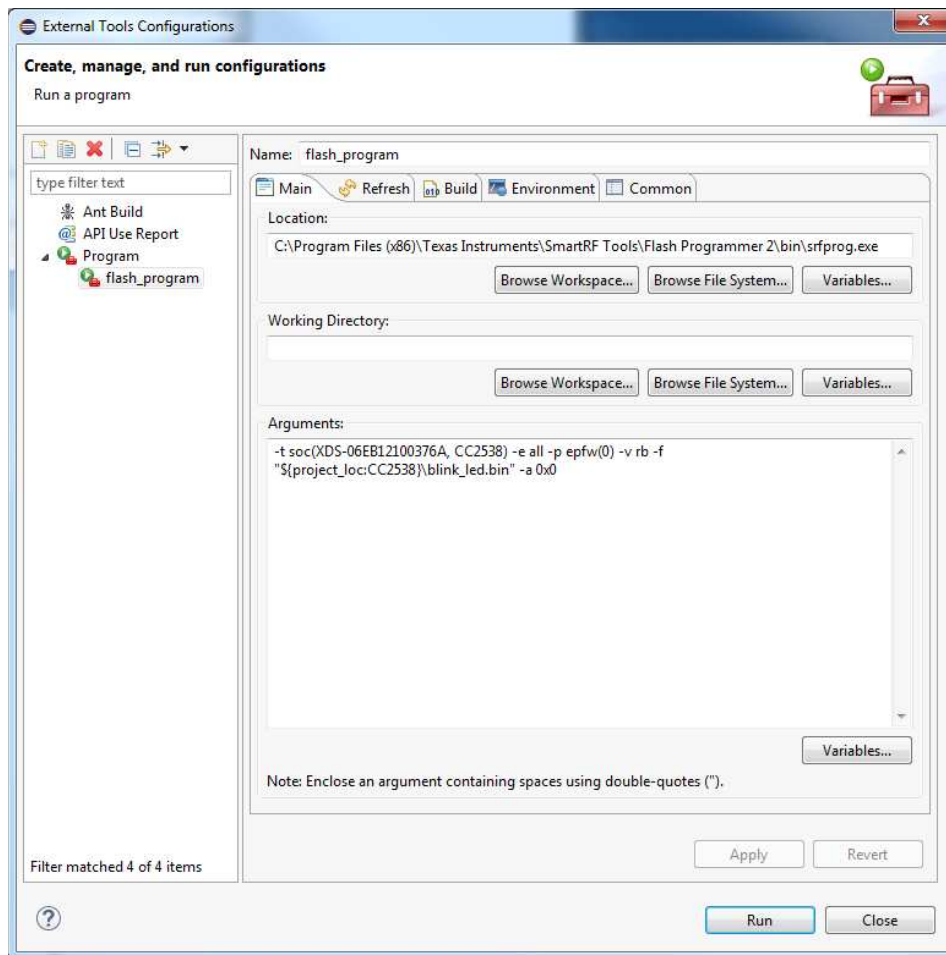 External Tools Configurations
Create, manage, and run configurations
Run a program
type filter text
Ant Build
API Use Report
Program
flash_program
Filter matched 4 of 4 items
Name: flash_program
Main Refresh Build Environment Common
Location:
C:\Program Files (x86)\Texas Instruments\SmartRF Tools\Flash Programmer 2\bin\srfprog.exe
Browse Workspace... Browse File System... Variables...
Working Directory:
Browse Workspace... Browse File System... Variables...
Arguments:
-t soc(XDS-06EB12100376A, CC2538) -e all -p epfw(0) -v rb -f
"${project_loc:CC2538}\blink_led.bin" -a 0x0
Variables...
Note: Enclose an argument containing spaces using double-quotes (").
Apply Revert
Run Close